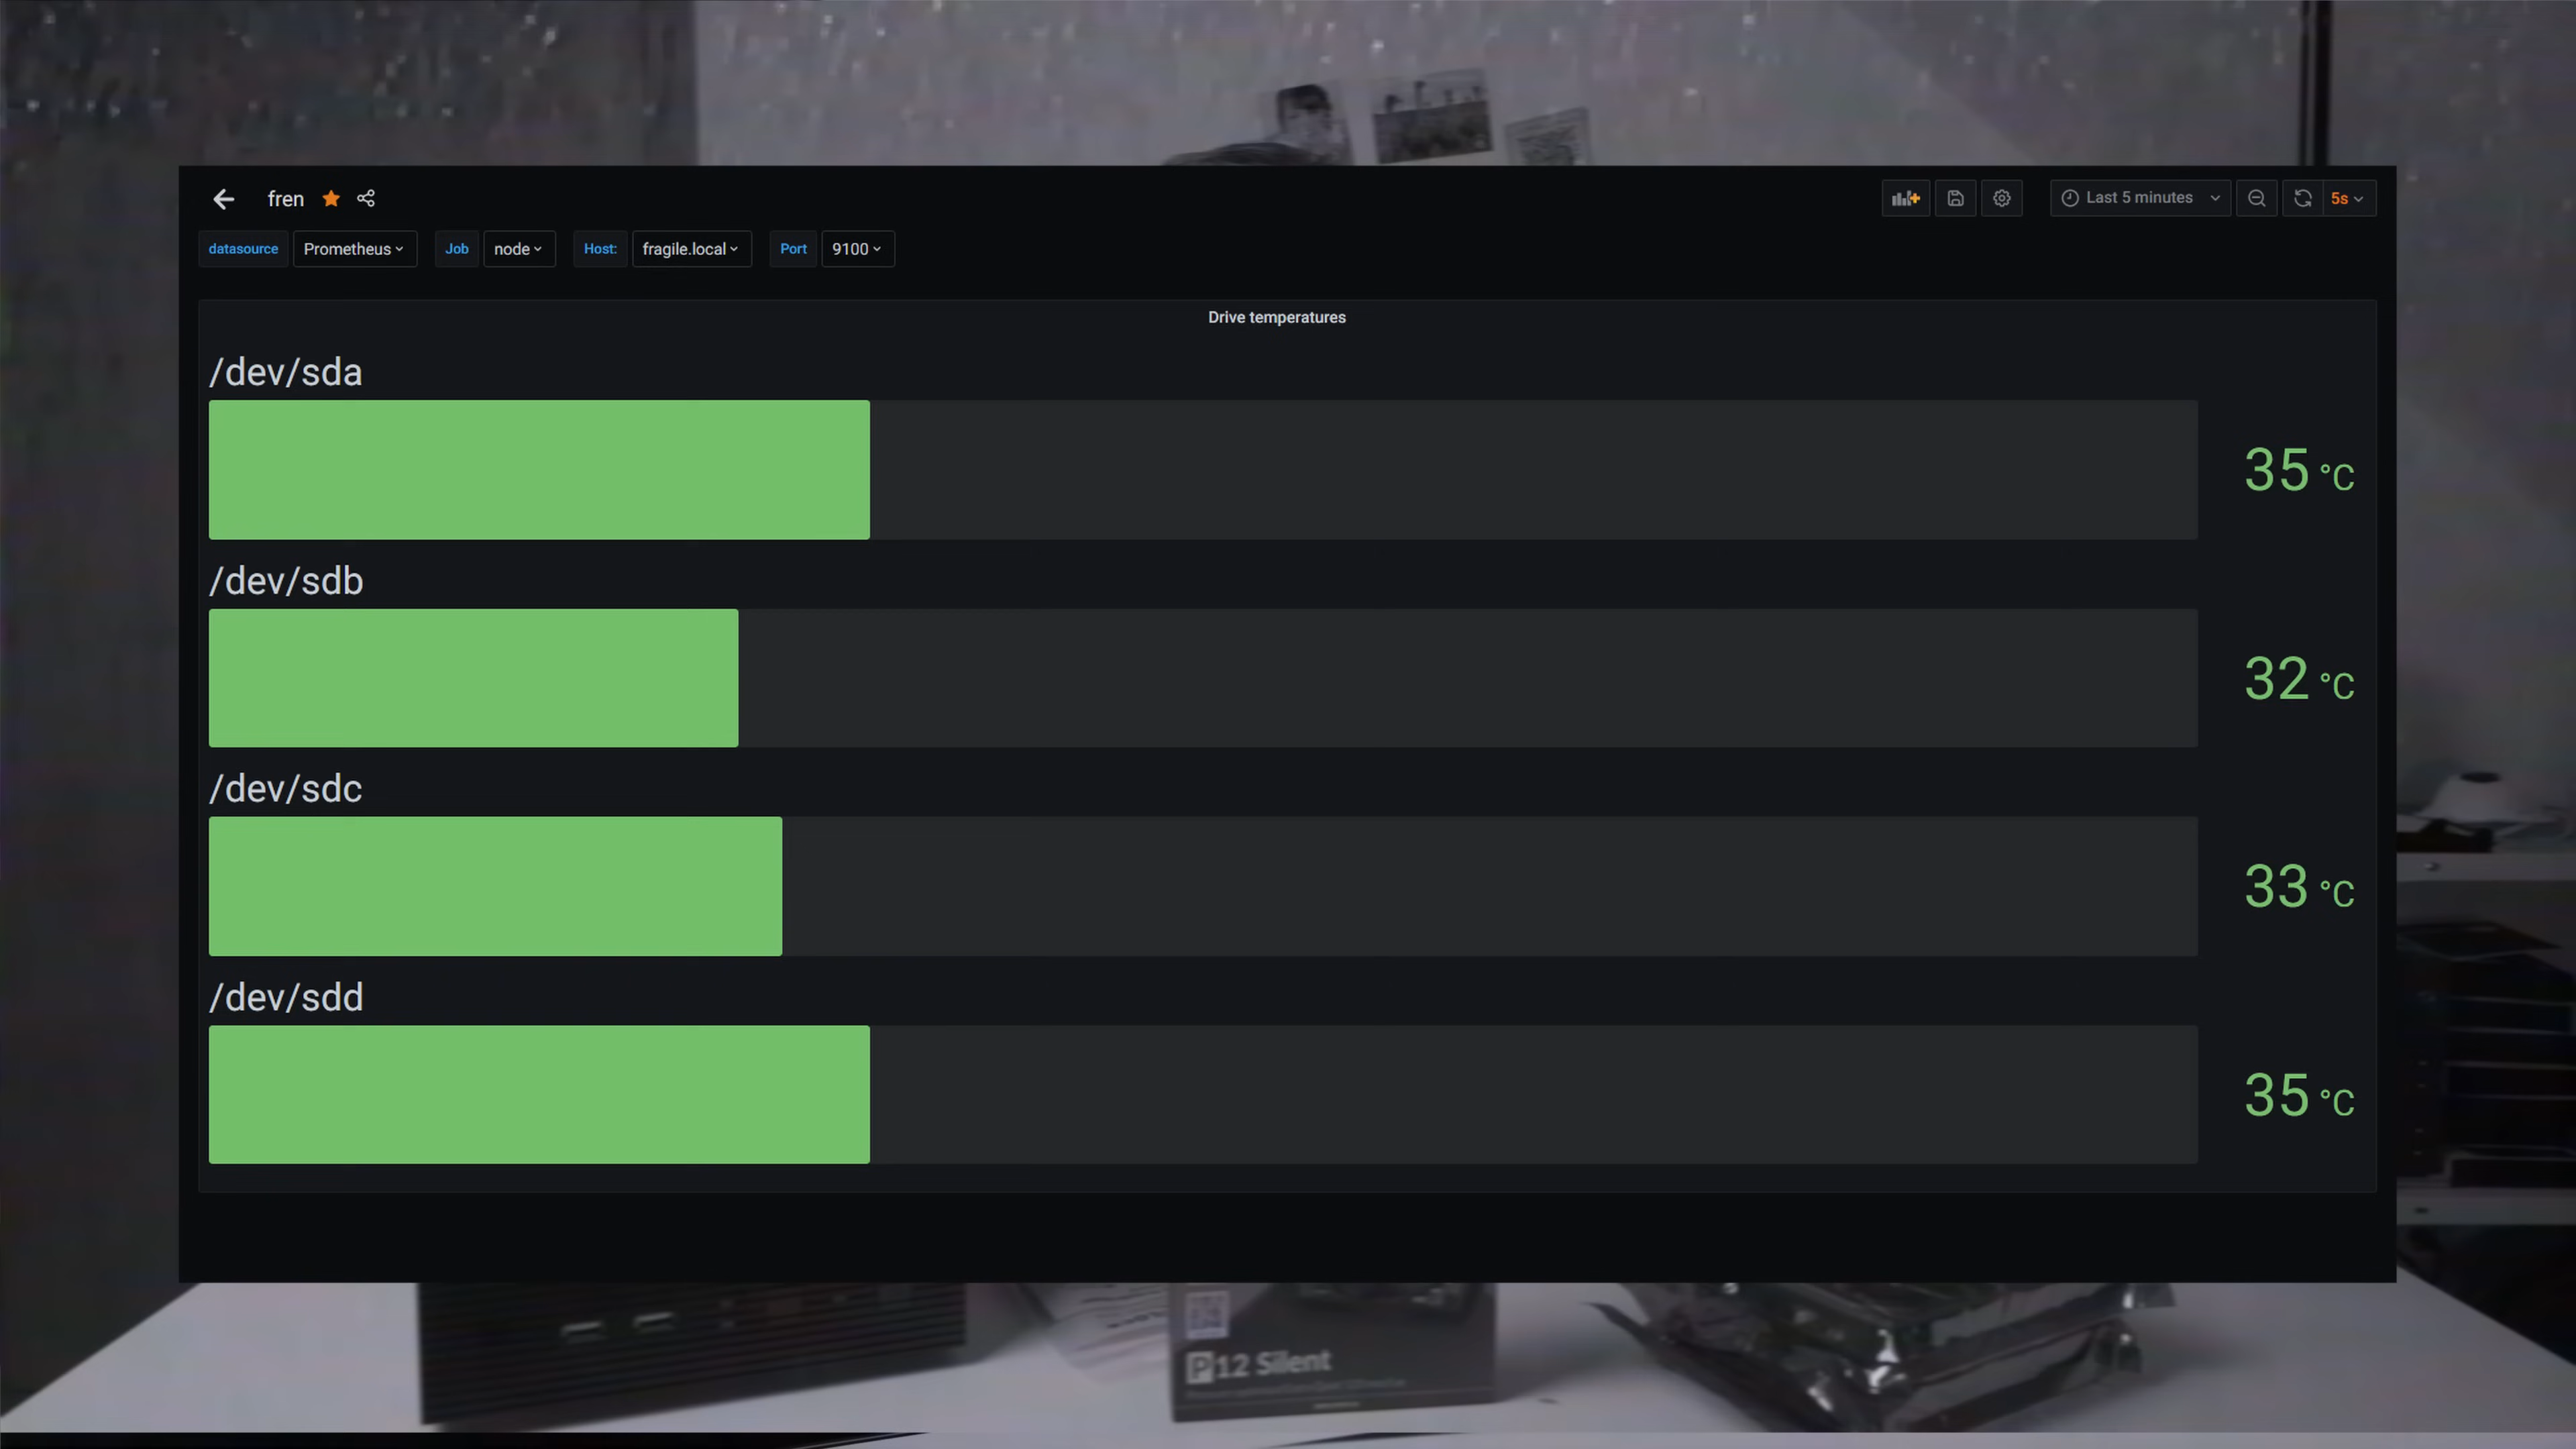 fren
Last 5 minutes
5s
datasource Prometheus Job node Host: fragile.local Port 9100
Drive temperatures
/dev/sda
35 °C
/dev/sdb
32 °C
/dev/sdc
33 °C
/dev/sdd
35 °C
P12 Silent